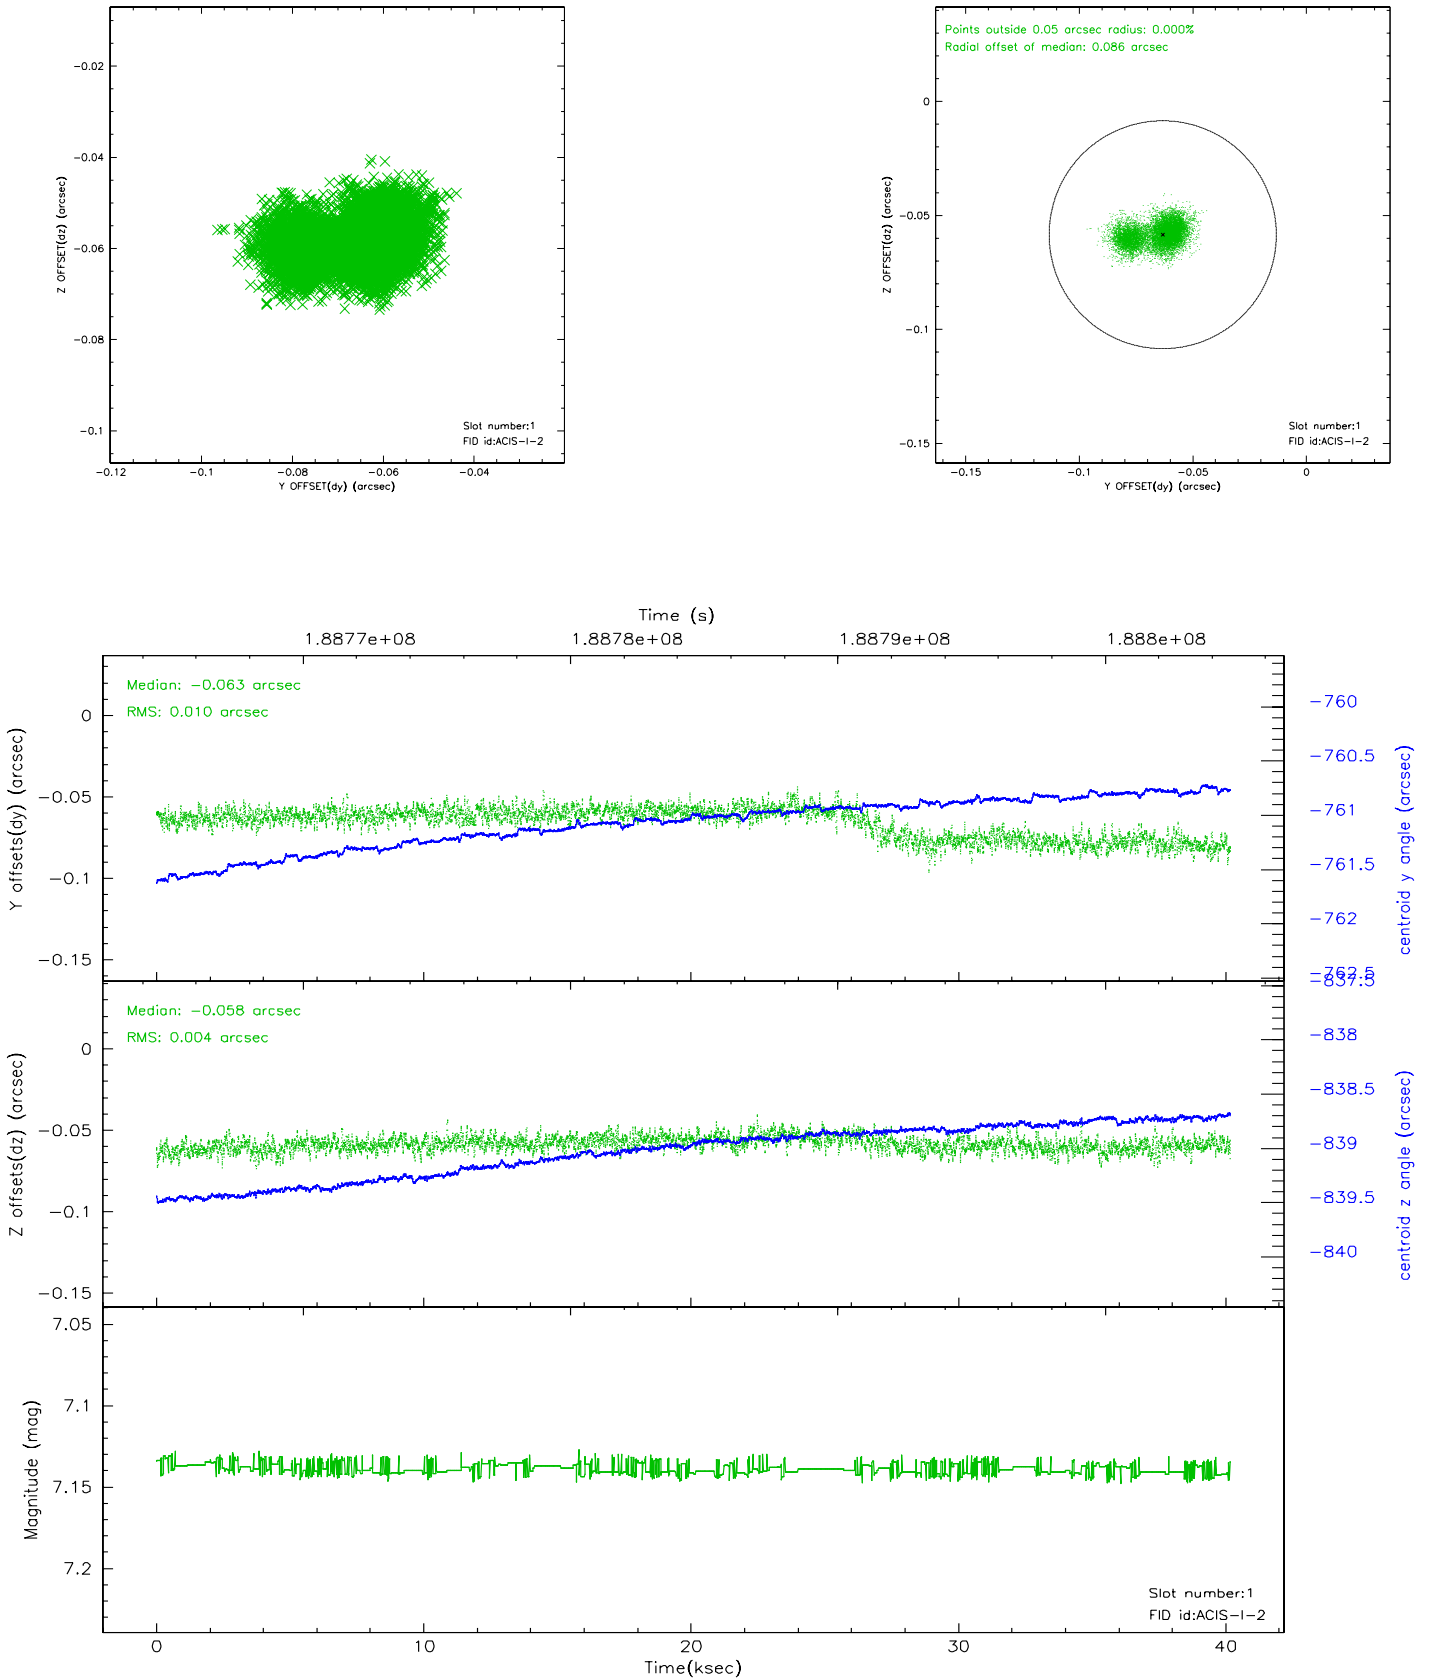 -0.02
-0.04
-0.06
-0.08
-0.1
Z OFFSET(dz) (arcsec)
Slot number:1
FID id:ACIS-I-2
-0.12
-0.1
-0.08
-0.06
-0.04
Y OFFSET(dy) (arcsec)
Points outside 0.05 arcsec radius: 0.000%
Radial offset of median: 0.086 arcsec
0
-0.05
-0.1
-0.15
Z OFFSET(dz) (arcsec)
Slot number:1
FID id:ACIS-I-2
-0.15
-0.1
-0.05
0
Y OFFSET(dy) (arcsec)
Time (s)
1.8877e+08
1.8878e+08
1.8879e+08
1.888e+08
Median: -0.063 arcsec
RMS: 0.010 arcsec
0
-0.05
-0.1
-0.15
Y offsets(dy) (arcsec)
-760
-760.5
-761
-761.5
-762
-762.5
centroid y angle (arcsec)
Median: -0.058 arcsec
RMS: 0.004 arcsec
0
-0.05
-0.1
-0.15
Z offsets(dz) (arcsec)
-837.5
-838
-838.5
-839
-839.5
-840
centroid z angle (arcsec)
7.05
7.1
7.15
7.2
Magnitude (mag)
Slot number:1
FID id:ACIS-I-2
0
10
20
30
40
Time(ksec)